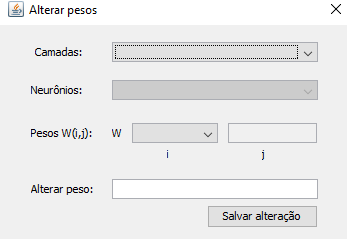 Alterar pesos
Camadas:
Neurônios:
Pesos W(i,j): W
i j
Alterar peso:
Salvar alteração